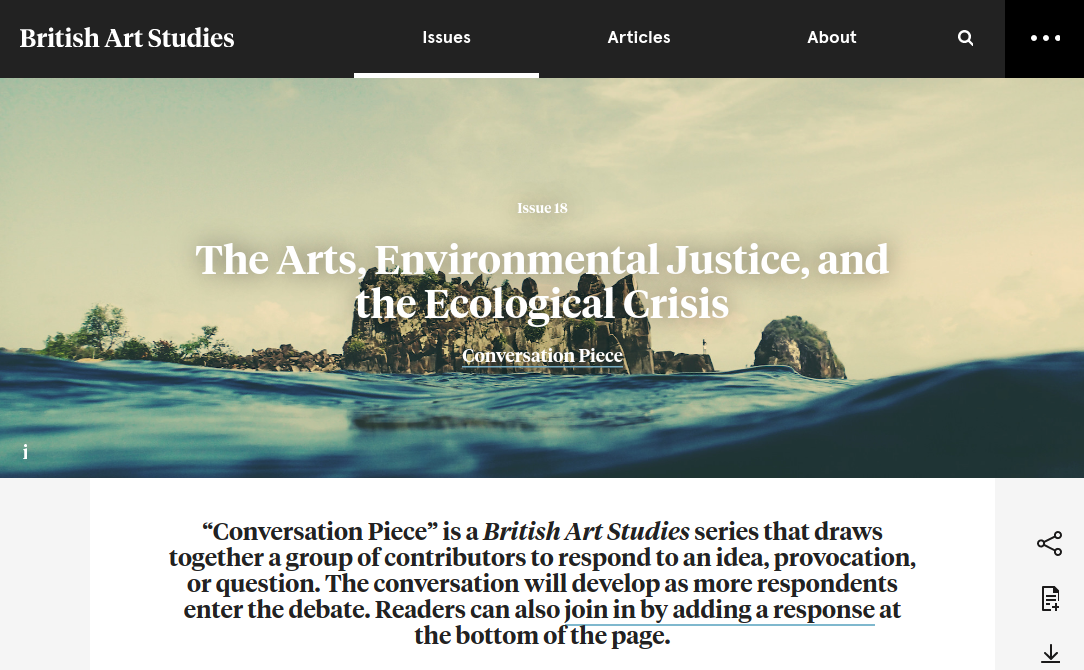 British Art Studies
Issues
Articles
About
Issue 18
The Arts, Environmental Justice, and
the Ecological Crisis
Conversation Piece
i
“Conversation Piece” is a British Art Studies series that draws
together a group of contributors to respond to an idea, provocation,
or question. The conversation will develop as more respondents
enter the debate. Readers can also join in by adding a response at
the bottom of the page.